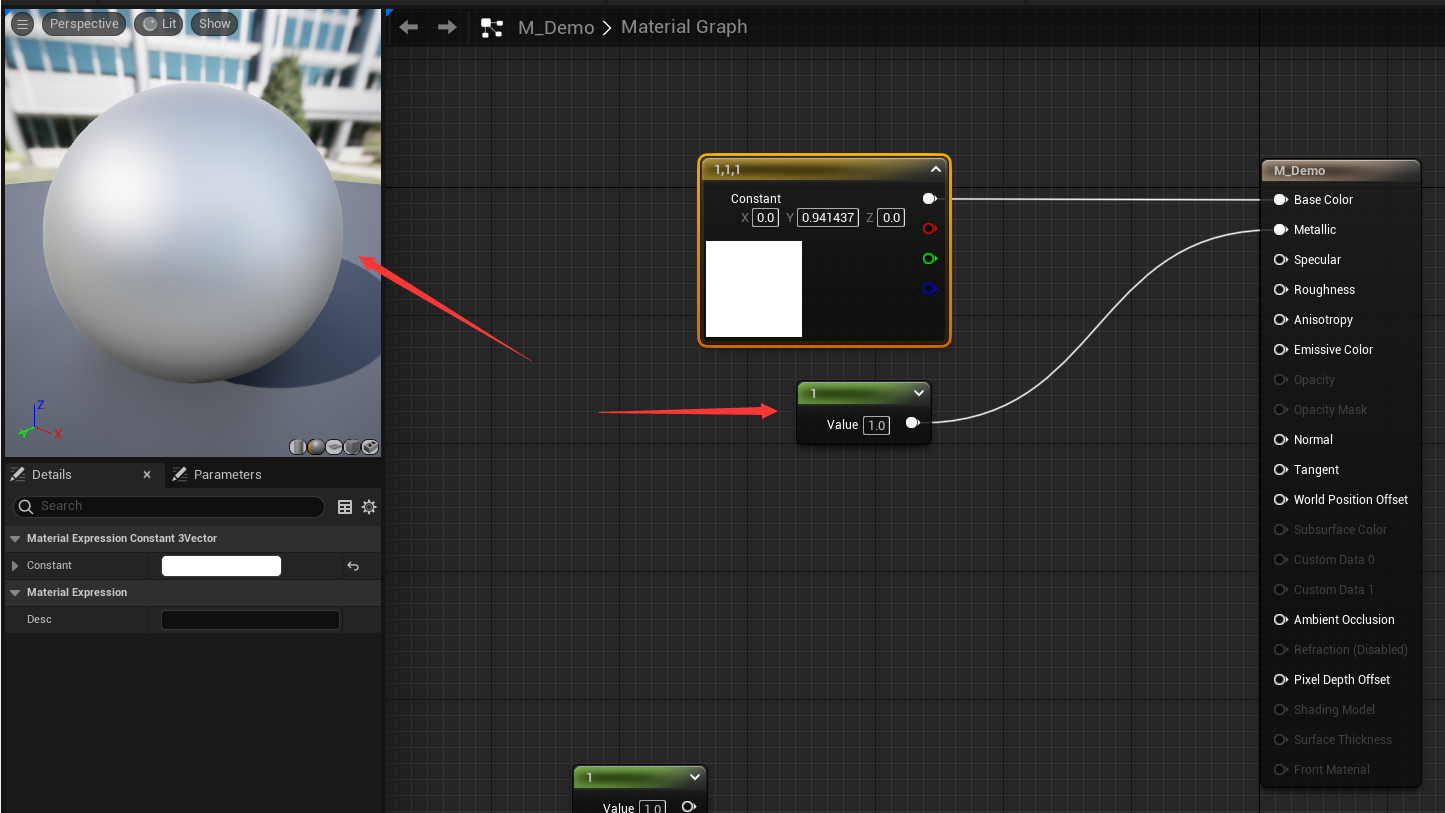 Perspective Lit Show
M_Demo > Material Graph
1,1,1
Constant
X 0.0 Y 0.941437 Z 0.0
1
Value 1.0
1
Value 1.0
M_Demo
Base Color
Metallic
Specular
Roughness
Anisotropy
Emissive Color
Opacity
Opacity Mask
Normal
Tangent
World Position Offset
Subsurface Color
Custom Data 0
Custom Data 1
Ambient Occlusion
Refraction (Disabled)
Pixel Depth Offset
Shading Model
Surface Thickness
Front Material
Z
Y X
Details Parameters
Search
Material Expression Constant 3Vector
Constant
Material Expression
Desc